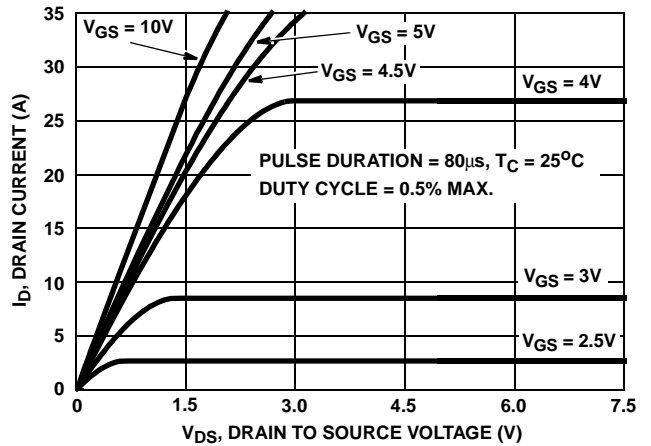 35
30
25
20
15
10
5
0
I_D, DRAIN CURRENT (A)
V_GS = 10V
V_GS = 5V
V_GS = 4.5V
V_GS = 4V
PULSE DURATION = 80µs, T_C = 25°C
DUTY CYCLE = 0.5% MAX.
V_GS = 3V
V_GS = 2.5V
0
1.5
3.0
4.5
6.0
7.5
V_DS, DRAIN TO SOURCE VOLTAGE (V)